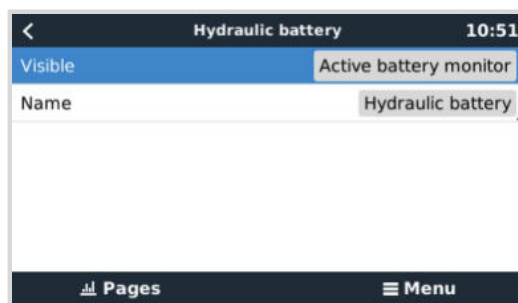 Hydraulic battery 10:51
Visible Active battery monitor
Name Hydraulic battery
Pages Menu